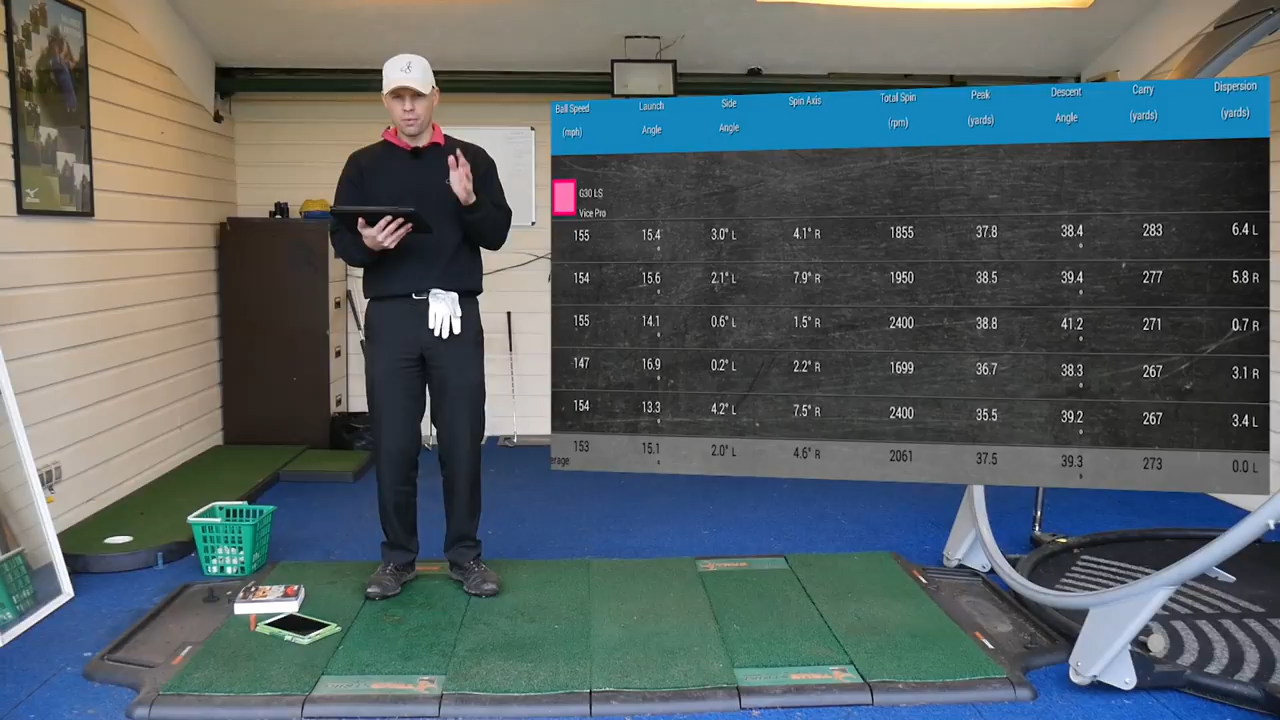 Ball Speed Launch Side Spin Axis Total Spin Peak Descent Carry Dispersion
(mph) Angle Angle (rpm) (yards) Angle (yards) (yards)
G30 LS
Vice Pro
155 15.4° 3.0° L 4.1° R 1855 37.8 38.4° 283 6.4 L
154 15.6° 2.1° L 7.9° R 1950 38.5 39.4° 277 5.8 R
155 14.1° 0.6° L 1.5° R 2400 38.8 41.2° 271 0.7 R
147 16.9° 0.2° L 2.2° R 1699 36.7 38.3° 267 3.1 R
154 13.3° 4.2° L 7.5° R 2400 35.5 39.2° 267 3.4 L
erage: 153 15.1° 2.0° L 4.6° R 2061 37.5 39.3° 273 0.0 L